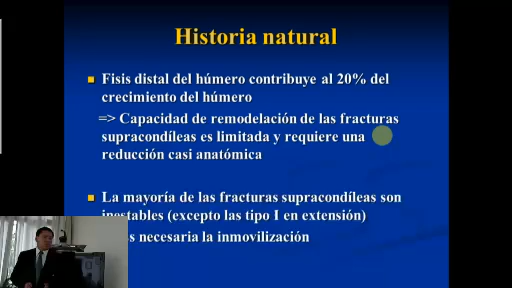 Historia natural
Fisis distal del húmero contribuye al 20% del
crecimiento del húmero
=> Capacidad de remodelación de las fracturas
supracondíleas es limitada y requiere una
reducción casi anatómica
La mayoría de las fracturas supracondíleas son
inestables (excepto las tipo I en extensión)
necesaria la inmovilización